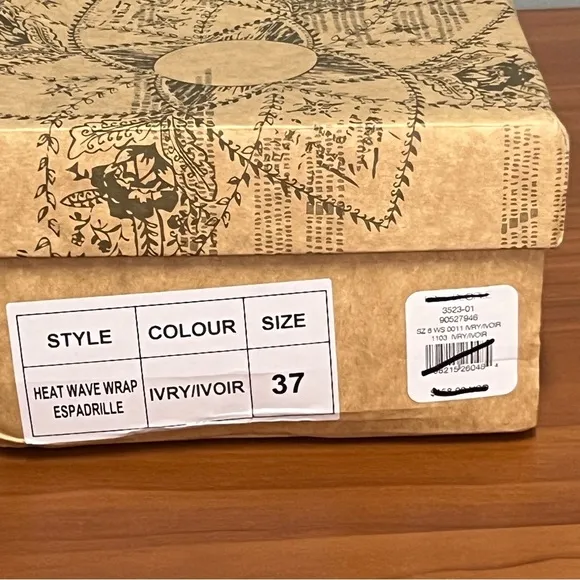 STYLE COLOUR SIZE
HEAT WAVE WRAP ESPADRILLE IVRY/IVOIR 37
3523-01
90527946
SZ 6 WS 0011 IVRY/IVOIR
1103 IVRY/IVOIR